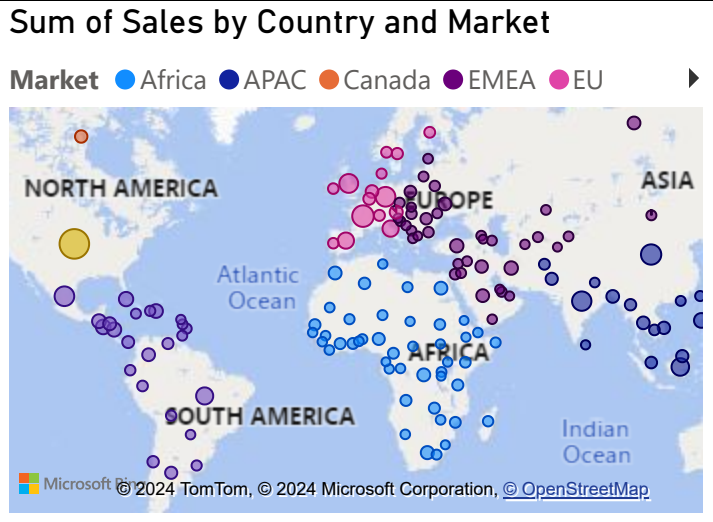 Sum of Sales by Country and Market
Market Africa APAC Canada EMEA EU
NORTH AMERICA
ASIA
EUROPE
Atlantic
Ocean
AFRICA
SOUTH AMERICA
Indian
Ocean
Microsoft
© 2024 TomTom, © 2024 Microsoft Corporation, © OpenStreetMap